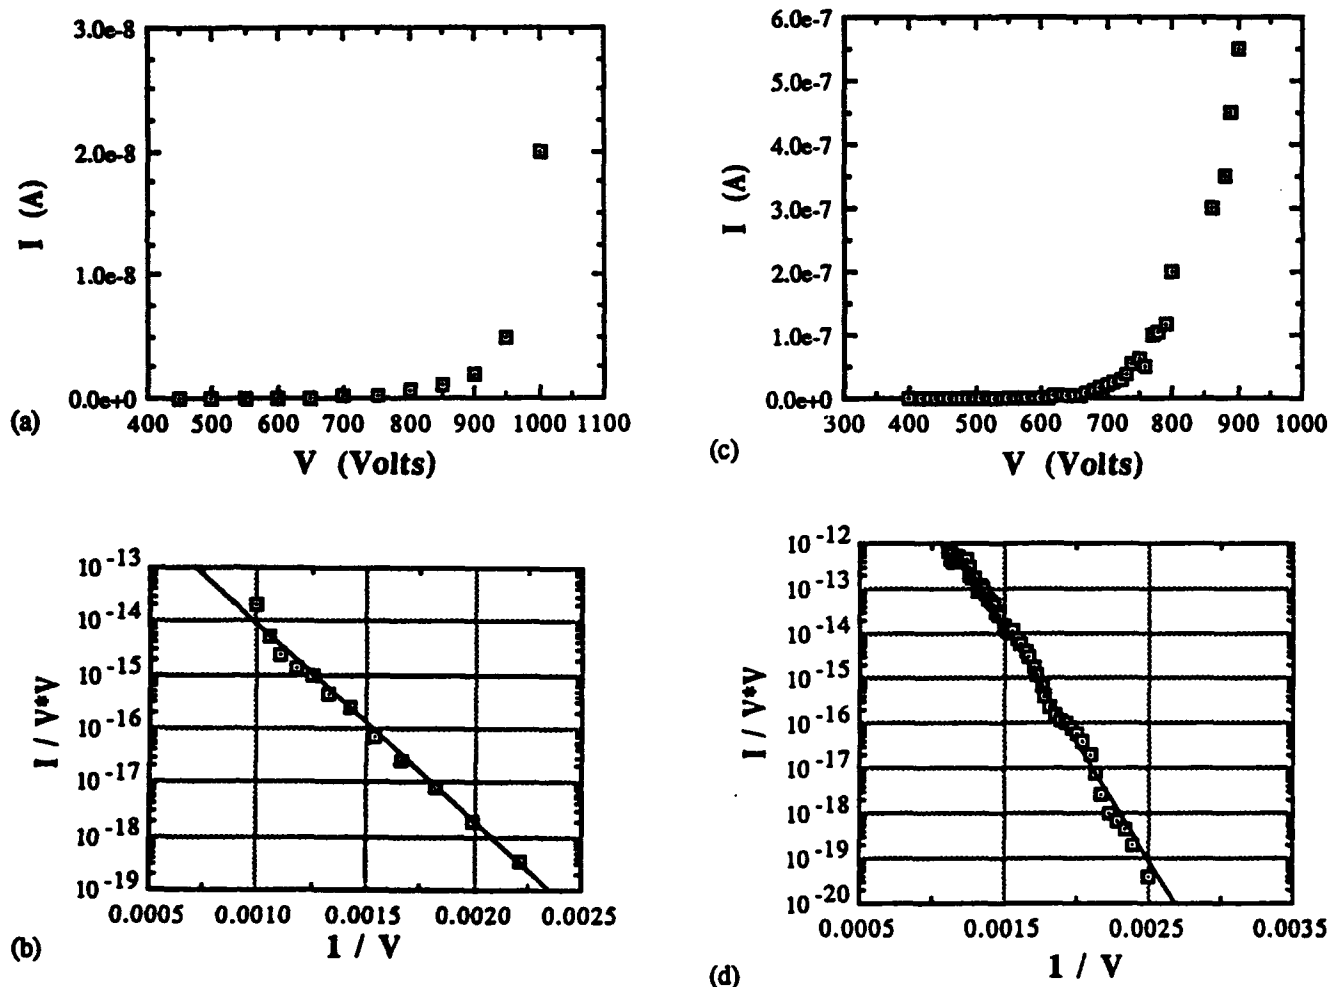 3.0e-8
2.0e-8
1.0e-8
0.0e+0
I (A)
400 500 600 700 800 900 1000 1100
V (Volts)
(a)
6.0e-7
5.0e-7
4.0e-7
3.0e-7
2.0e-7
1.0e-7
0.0e+0
I (A)
300 400 500 600 700 800 900 1000
V (Volts)
(c)
10 -13
10 -14
10 -15
10 -16
10 -17
10 -18
10 -19
I / V*V
0.0005 0.0010 0.0015 0.0020 0.0025
1 / V
(b)
10 -12
10 -13
10 -14
10 -15
10 -16
10 -17
10 -18
10 -19
10 -20
I / V*V
0.0005 0.0015 0.0025 0.0035
1 / V
(d)